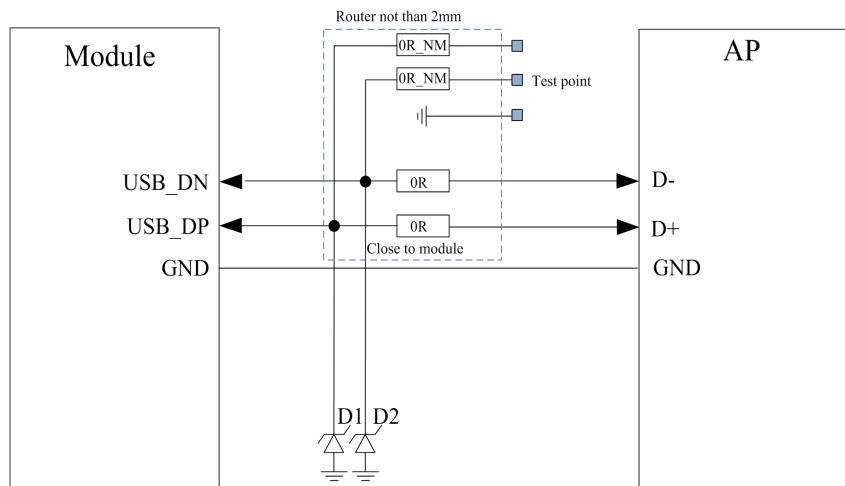 Router not than 2mm
Module
AP
0R_NM
0R_NM
Test point
USB_DN
0R
D-
USB_DP
0R
D+
Close to module
GND
GND
D1
D2